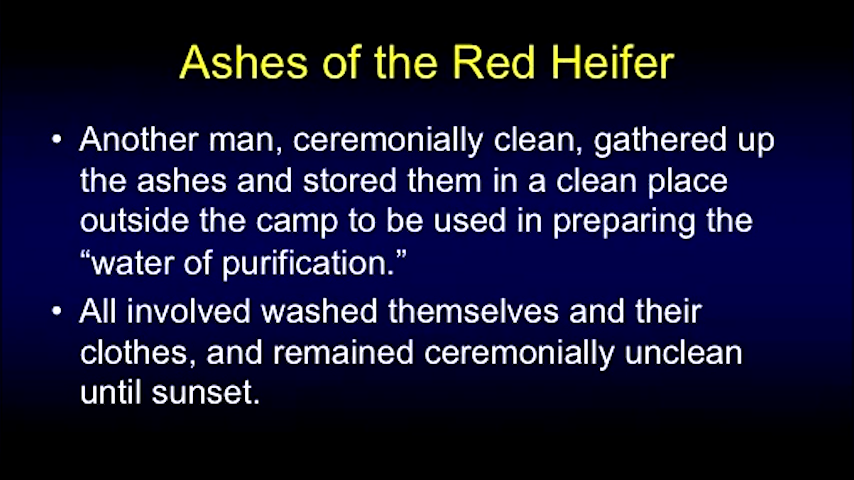 Ashes of the Red Heifer
• Another man, ceremonially clean, gathered up
the ashes and stored them in a clean place
outside the camp to be used in preparing the
“water of purification.”
• All involved washed themselves and their
clothes, and remained ceremonially unclean
until sunset.